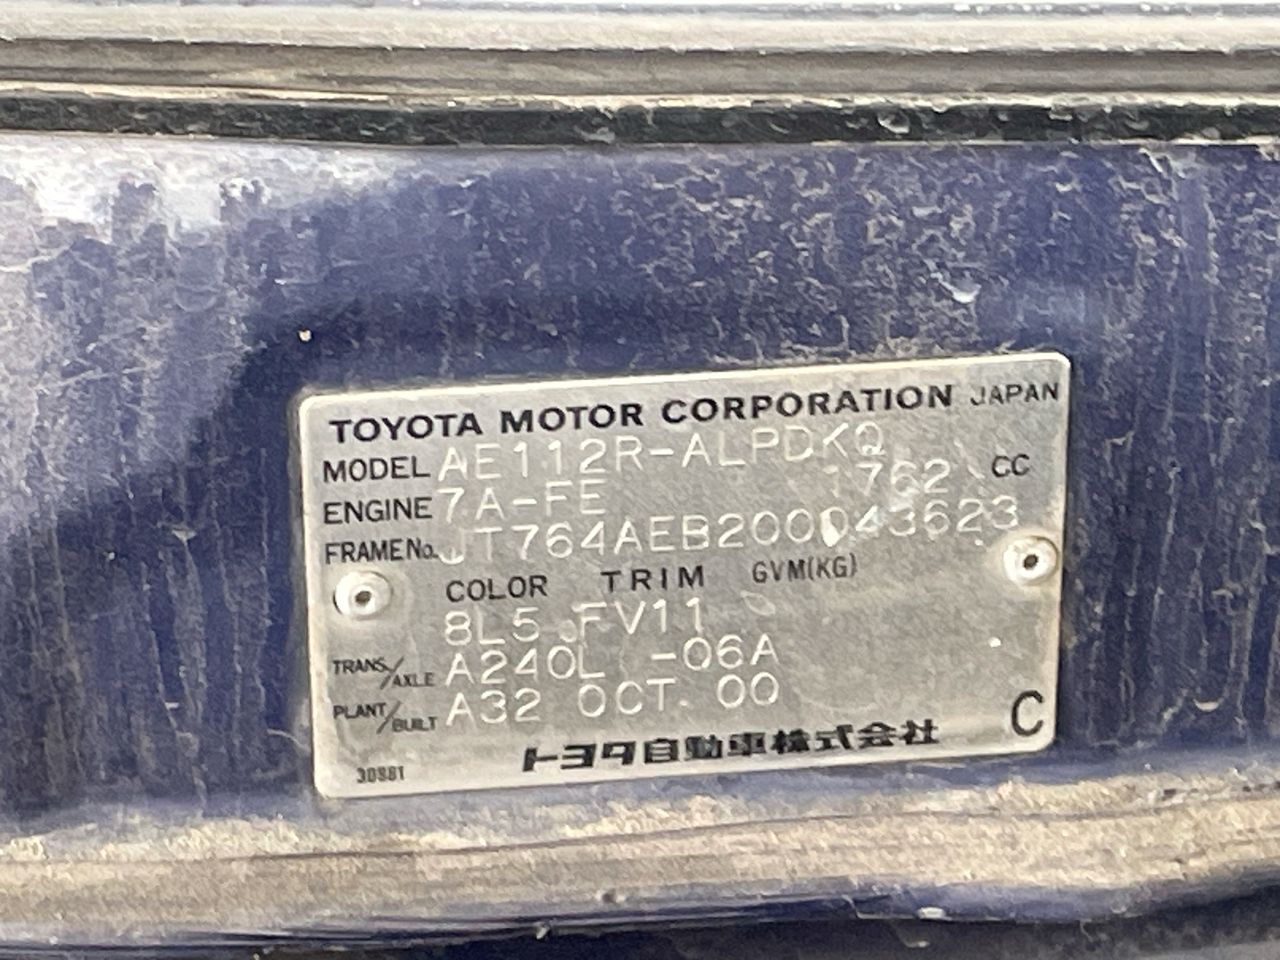 TOYOTA MOTOR CORPORATION JAPAN
MODEL AE112R-ALPDKQ
ENGINE 7A-FE 1762 CC
FRAME No. JT764AEB200043623
COLOR TRIM GVM(KG)
8L5 FV11
TRANS/AXLE A240L -06A
PLANT/BUILT A32 OCT. 00
トヨタ自動車株式会社 C
30881